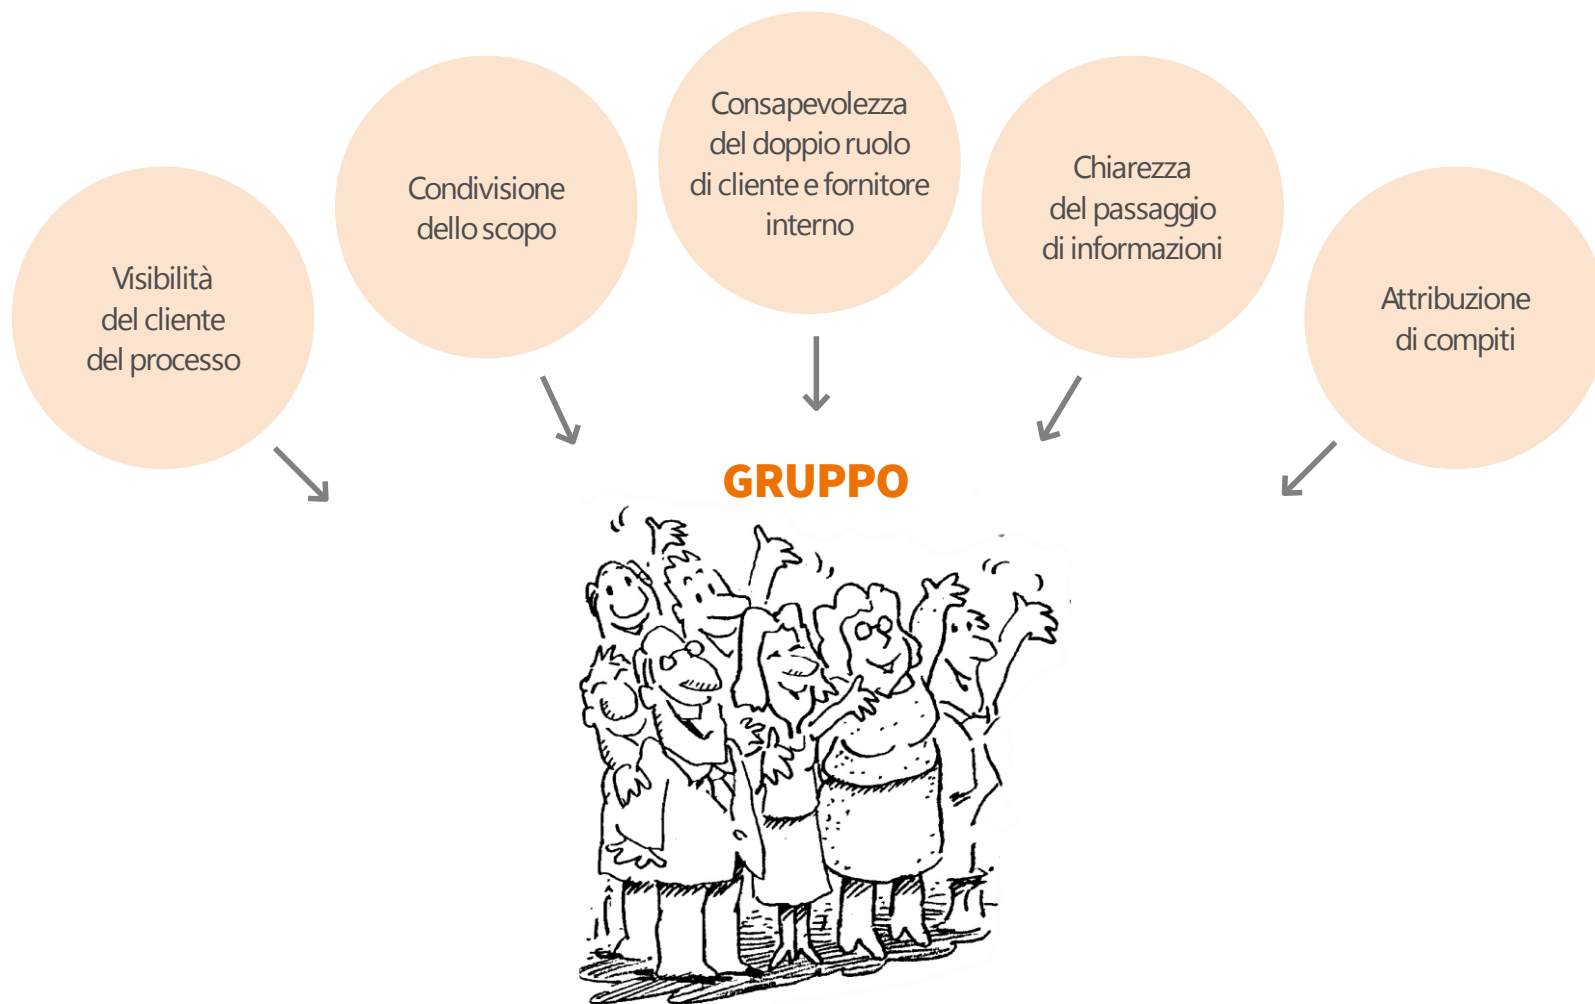 Visibilità
del cliente
del processo
Condivisione
dello scopo
Consapevolezza
del doppio ruolo
di cliente e fornitore
interno
Chiarezza
del passaggio
di informazioni
Attribuzione
di compiti
GRUPPO